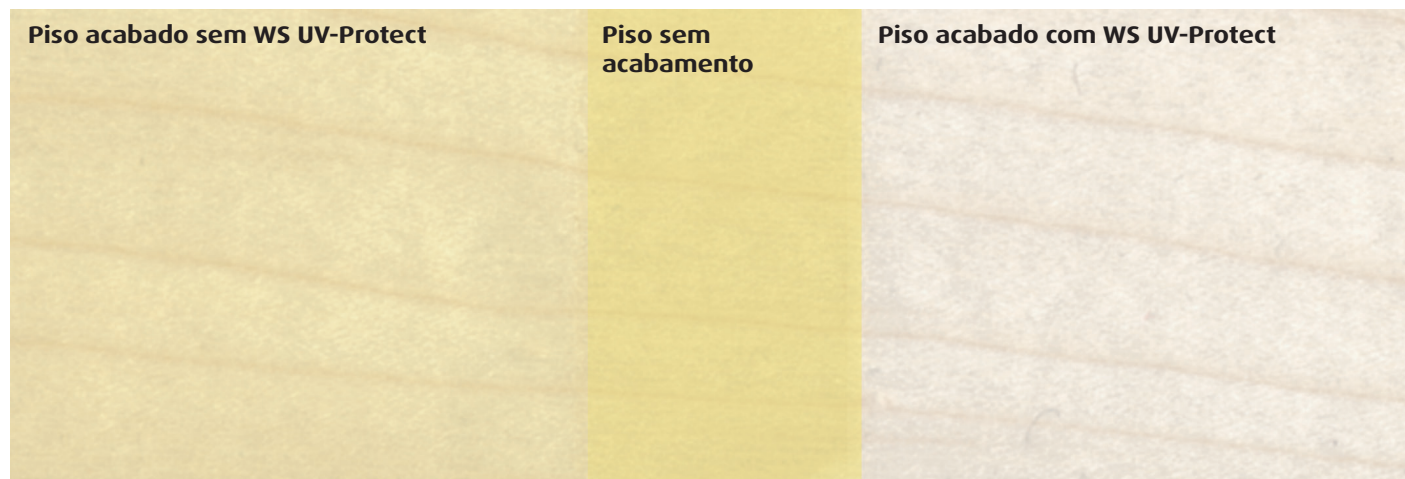 Piso acabado sem WS UV-Protect
Piso sem
acabamento
Piso acabado com WS UV-Protect